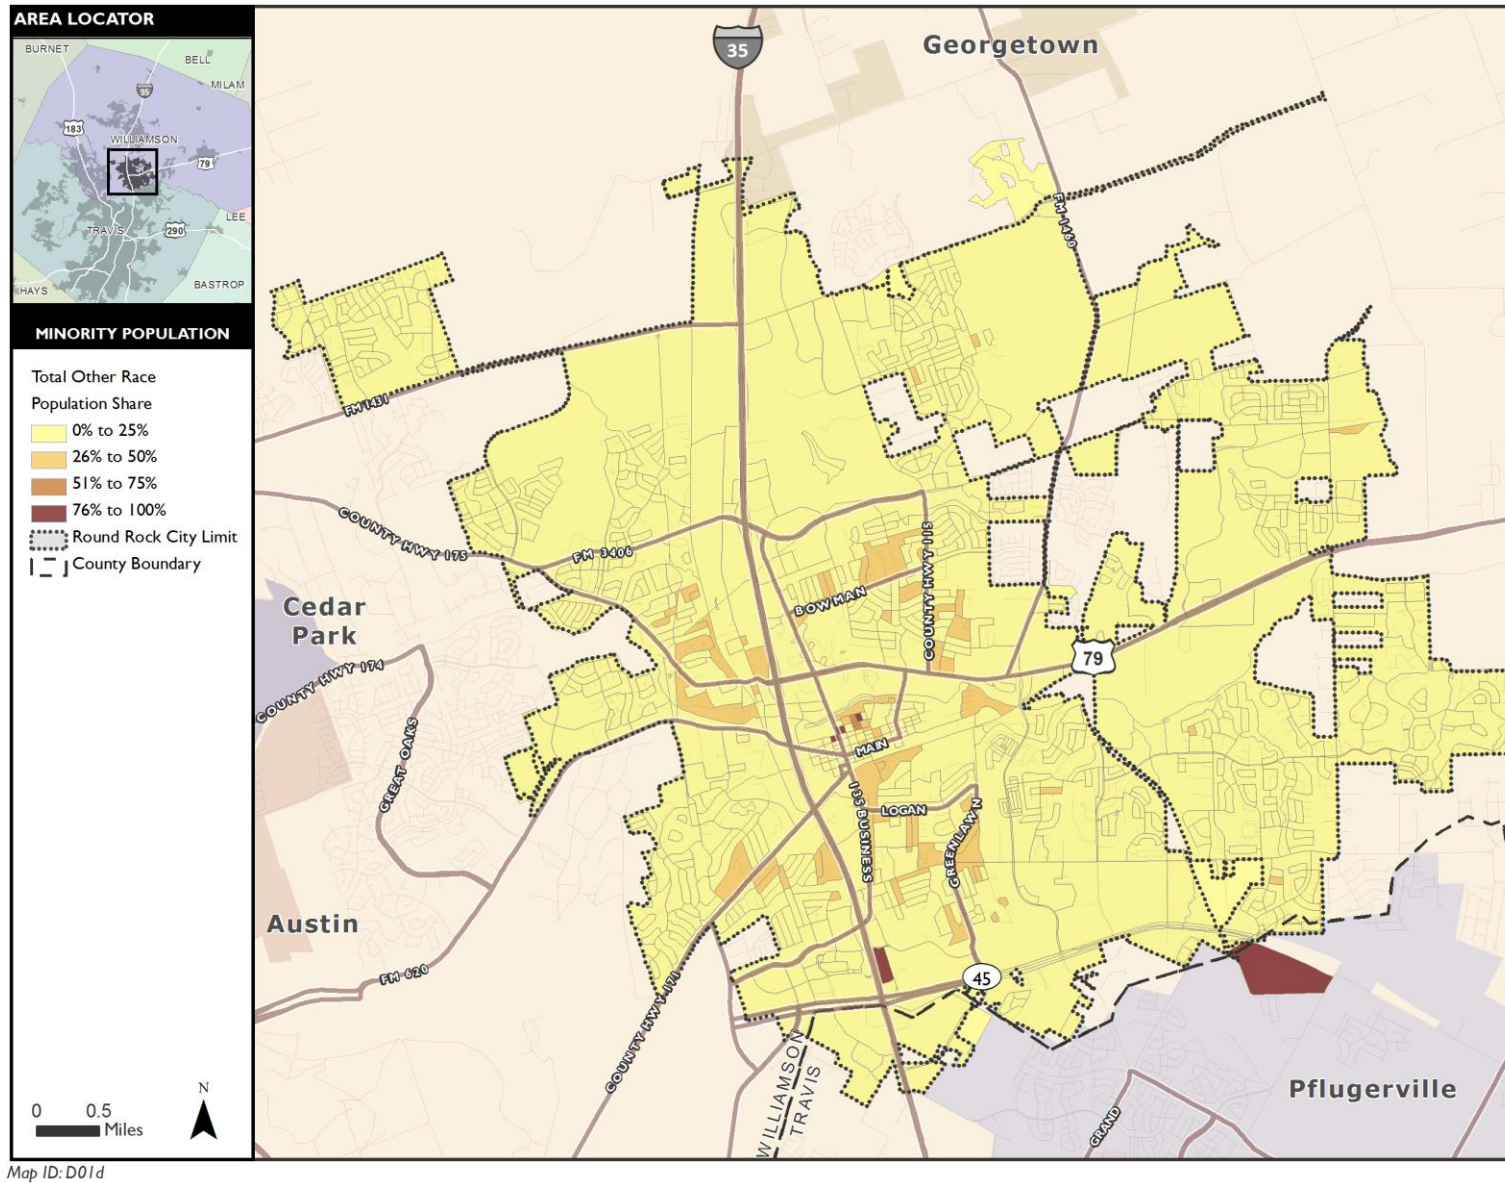 AREA LOCATOR
BURNET
BELL
35
MILAM
183
WILLIAMSON
79
LEE
TRAVIS
290
HAYS
BASTROP
MINORITY POPULATION
Total Other Race
Population Share
0% to 25%
26% to 50%
51% to 75%
76% to 100%
Round Rock City Limit
County Boundary
0 0.5
Miles
N
35
Georgetown
FM 1460
FM 1431
COUNTY HWY 175
FM 3406
COUNTY HWY 115
BOWMAN
Cedar
Park
79
COUNTY HWY 174
GREAT OAKS
MAIN
I 35 BUSINESS
LOGAN
GREENLAWN
Austin
FM 620
45
COUNTY HWY 171
WILLIAMSON
TRAVIS
Pflugerville
GRAND
Map ID: D01d